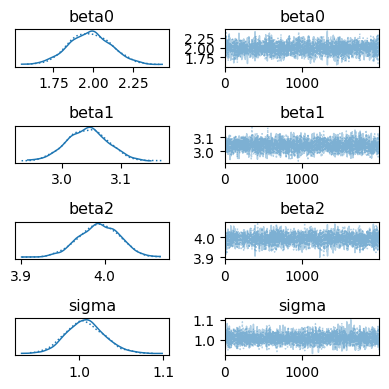 beta0 beta0
2.25
2.00
1.75
1.75 2.00 2.25 0 1000
beta1 beta1
3.1
3.0
3.0 3.1 0 1000
beta2 beta2
4.0
3.9
3.9 4.0 0 1000
sigma sigma
1.1
1.0
1.0 1.1 0 1000